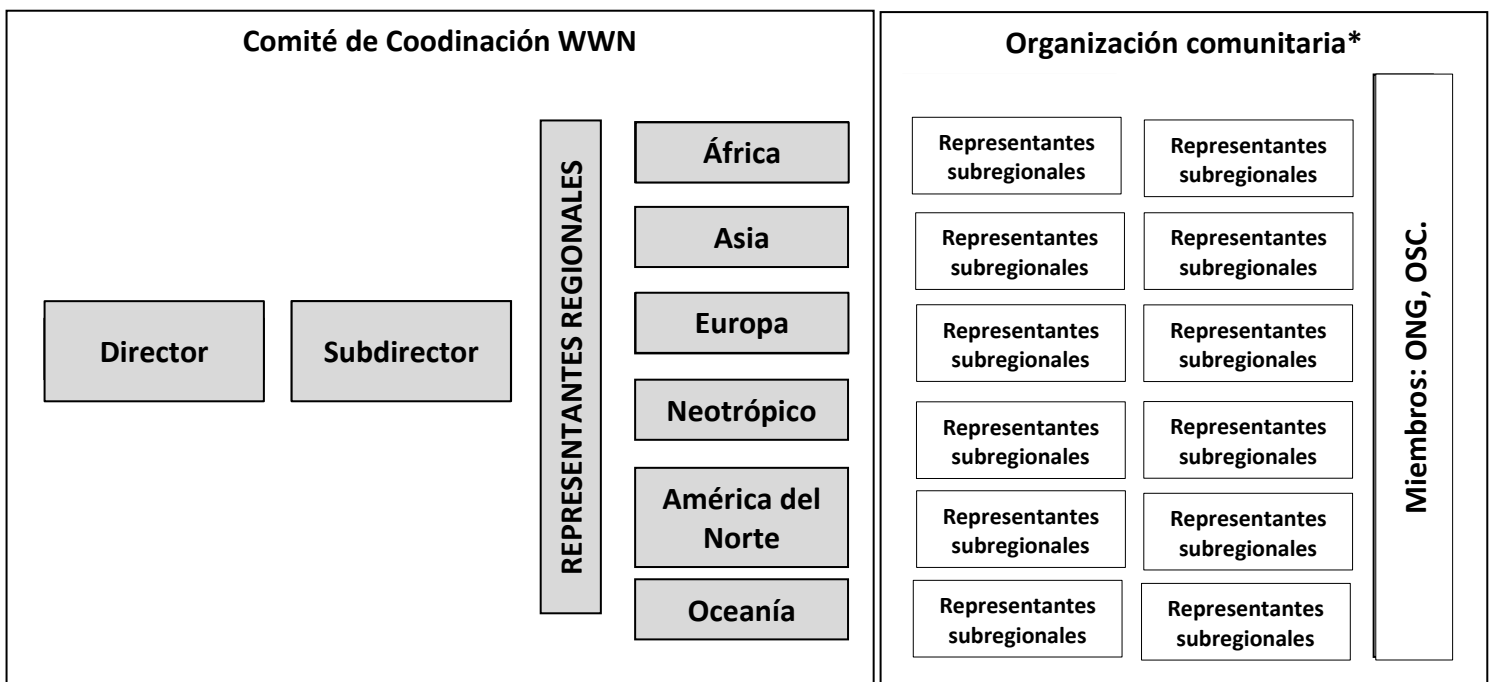 Comité de Coodinación WWN
Director
Subdirector
REPRESENTANTES REGIONALES
África
Asia
Europa
Neotrópico
América del
Norte
Oceanía
Organización comunitaria*
Representantes
subregionales
Representantes
subregionales
Representantes
subregionales
Representantes
subregionales
Representantes
subregionales
Representantes
subregionales
Representantes
subregionales
Representantes
subregionales
Representantes
subregionales
Representantes
subregionales
Representantes
subregionales
Representantes
subregionales
Miembros: ONG, OSC.